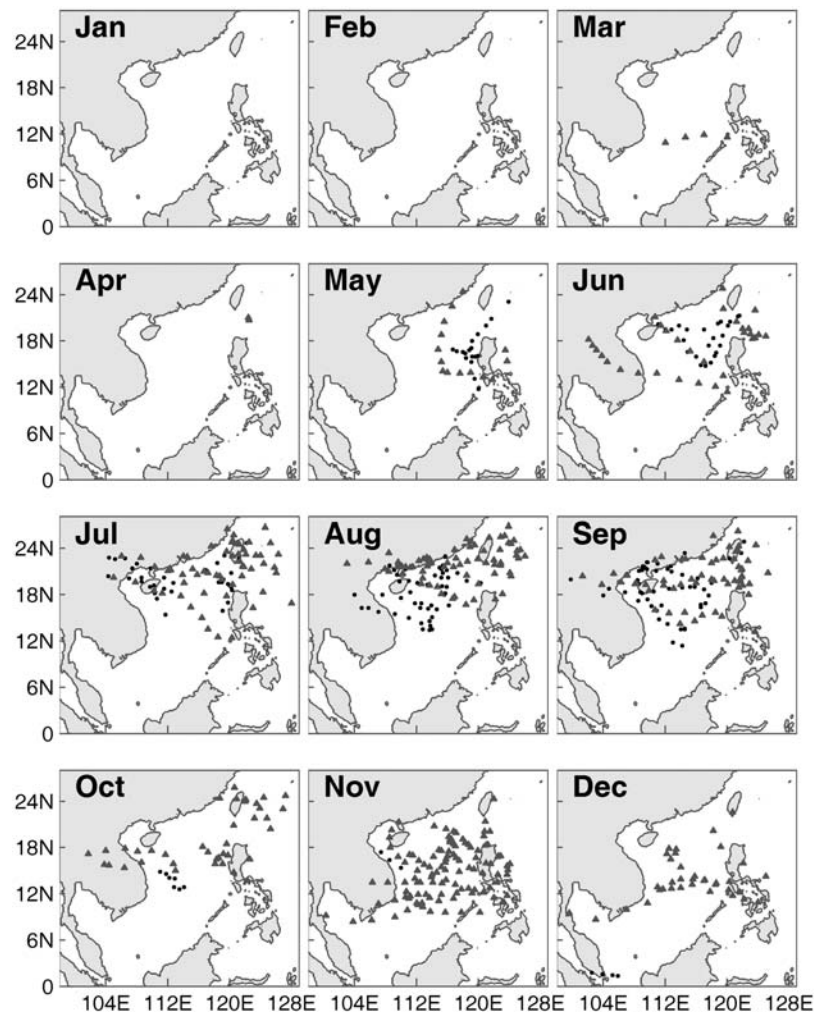 Jan Feb Mar
24N
18N
12N
6N
0
Apr May Jun
24N
18N
12N
6N
0
Jul Aug Sep
24N
18N
12N
6N
0
Oct Nov Dec
24N
18N
12N
6N
0
104E 112E 120E 128E 104E 112E 120E 128E 104E 112E 120E 128E